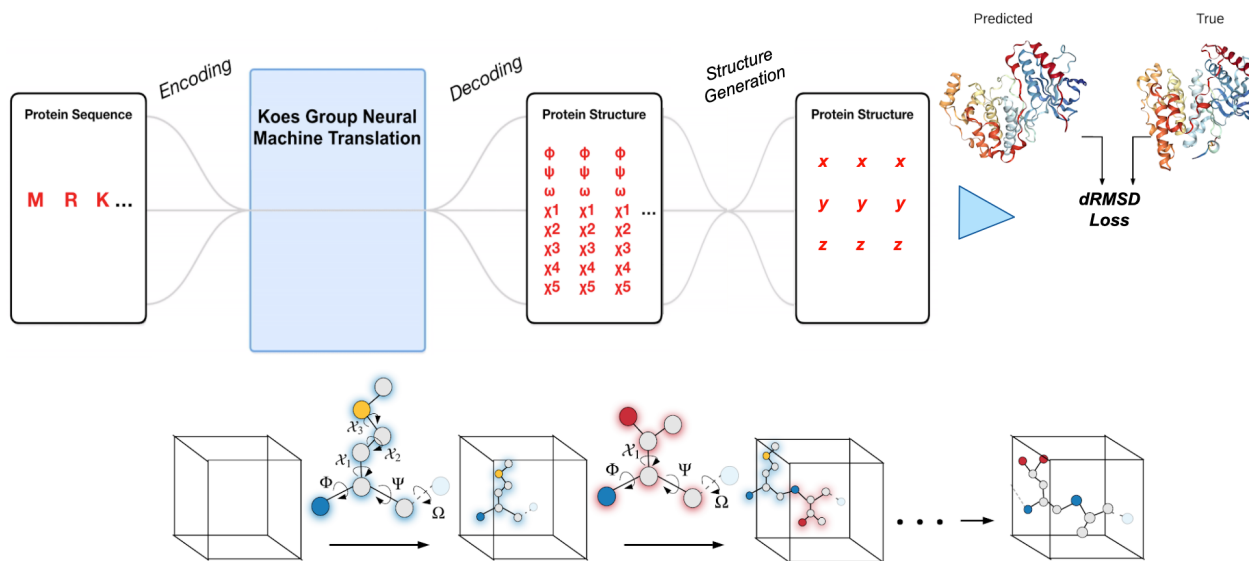 Predicted
True
Encoding
Decoding
Structure
Generation
Protein Sequence
Koes Group Neural
Machine Translation
Protein Structure
Protein Structure
M R K ...
ϕ ϕ ϕ
ψ ψ ψ
ω ω ω
χ1 χ1 χ1 ...
χ2 χ2 χ2
χ3 χ3 χ3
χ4 χ4 χ4
χ5 χ5 χ5
x x x
y y y
z z z
dRMSD
Loss
χ3
χ1 χ2
Φ Ψ
Ω
χ1
Φ Ψ
Ω
. . . .